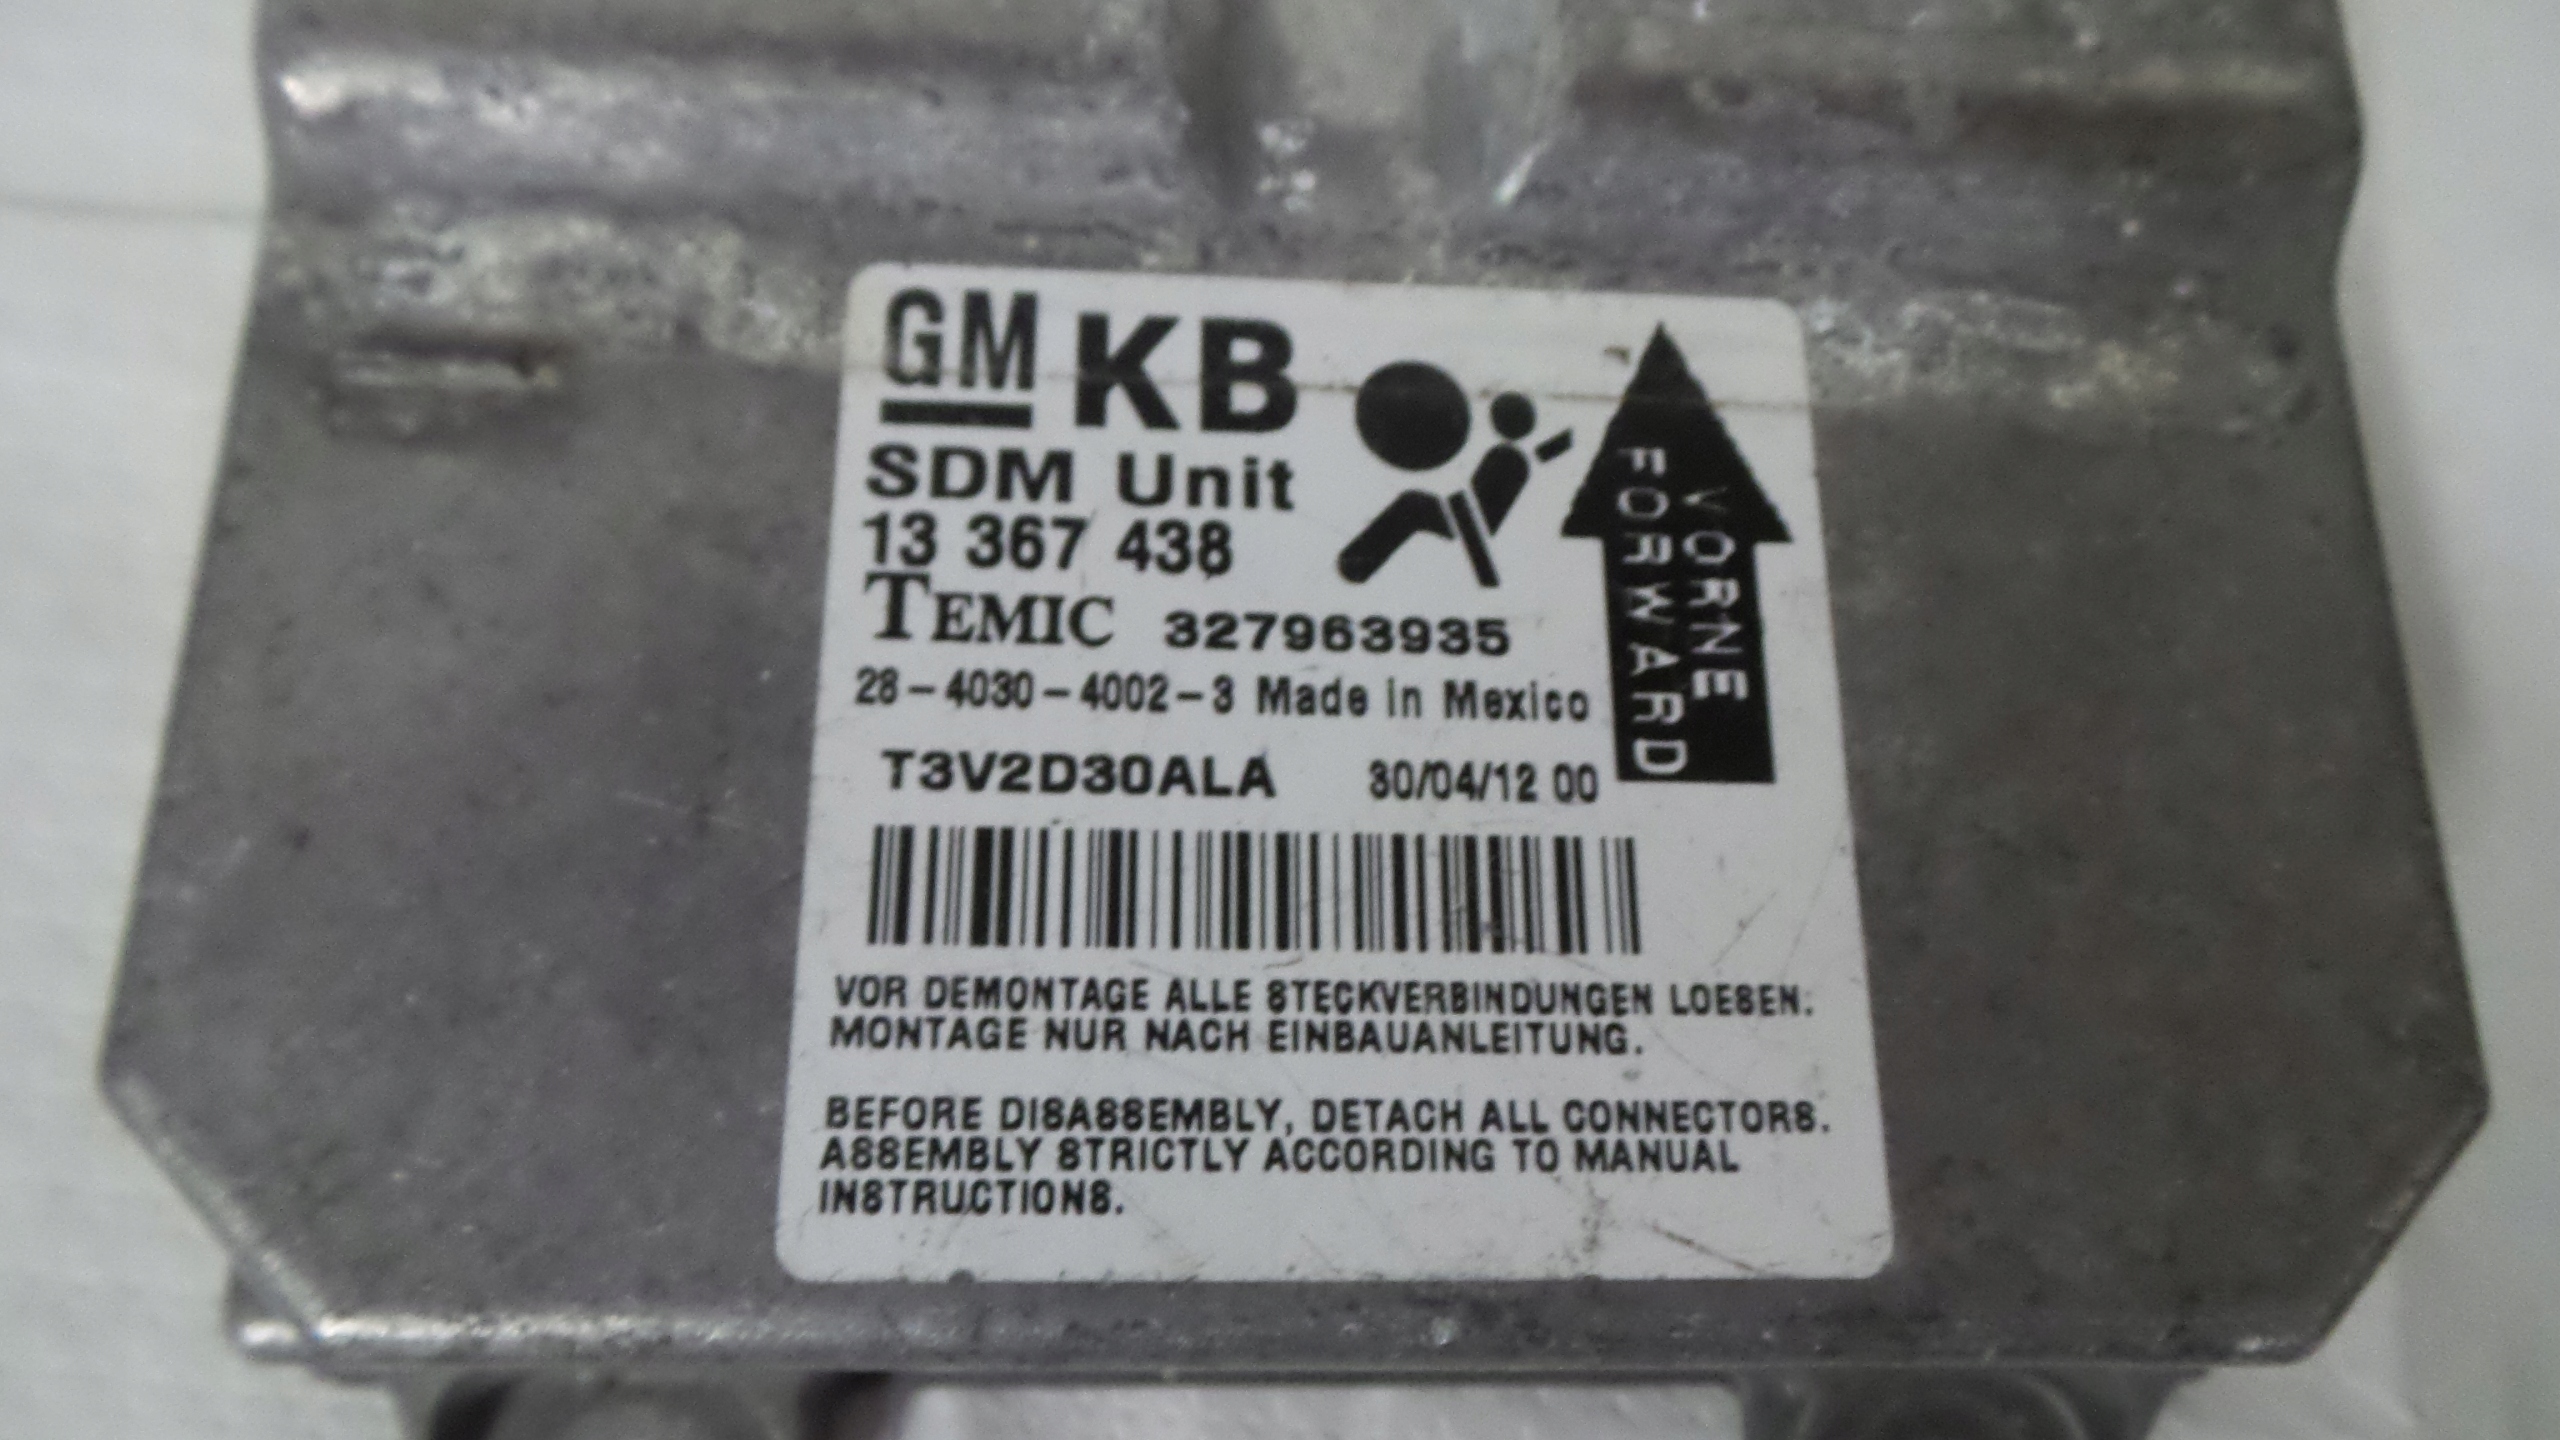 GM KB
SDM Unit
13 367 438
TEMIC 327963935
28-4030-4002-3 Made in Mexico
T3V2D30ALA 30/04/12 00
VORNE
FORWARD
VOR DEMONTAGE ALLE STECKVERBINDUNGEN LOESEN.
MONTAGE NUR NACH EINBAUANLEITUNG.
BEFORE DISASSEMBLY, DETACH ALL CONNECTORS.
ASSEMBLY STRICTLY ACCORDING TO MANUAL
INSTRUCTIONS.